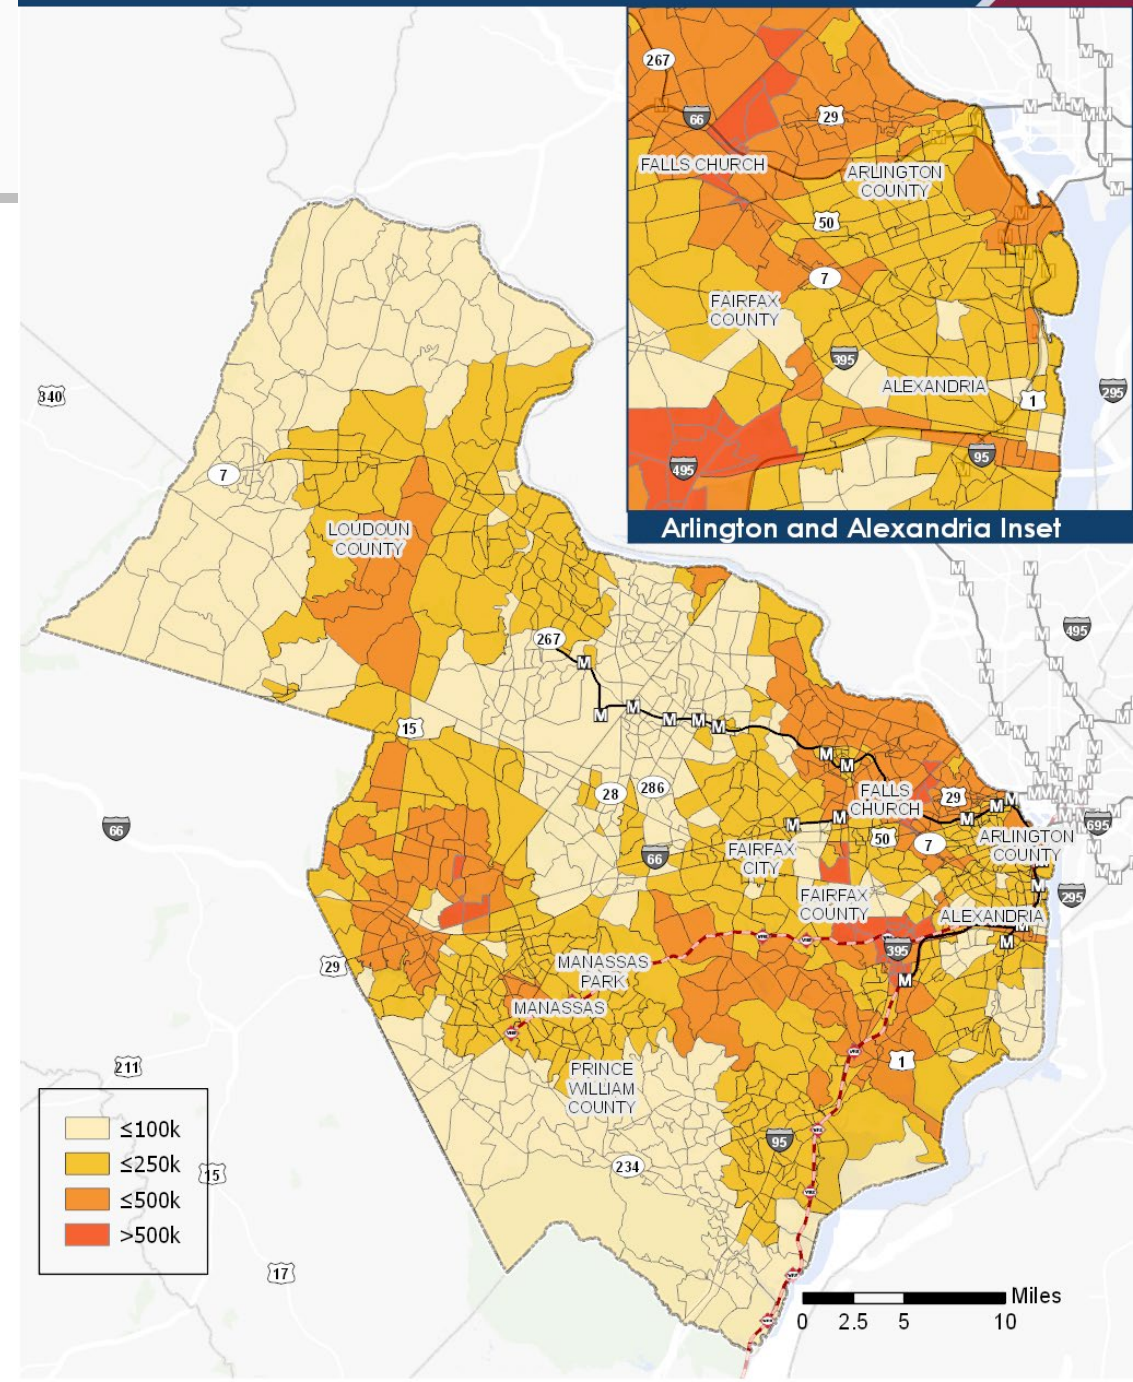 267
66
29
FALLS CHURCH
ARLINGTON
COUNTY
50
7
FAIRFAX
COUNTY
395
ALEXANDRIA
1
295
495
95
Arlington and Alexandria Inset
M
M
M
M
M
M
M
M
M
M
340
7
LOUDOUN
COUNTY
267
M
M
M
M
M
M
15
495
M
M
28
286
FALLS
CHURCH
29
66
M
M
FAIRFAX
CITY
50
7
ARLINGTON
COUNTY
695
66
FAIRFAX
COUNTY
295
ALEXANDRIA
395
29
MANASSAS
PARK
MANASSAS
M
1
211
PRINCE
WILLIAM
COUNTY
95
234
15
17
≤100k
≤250k
≤500k
>500k
Miles
0 2.5 5 10